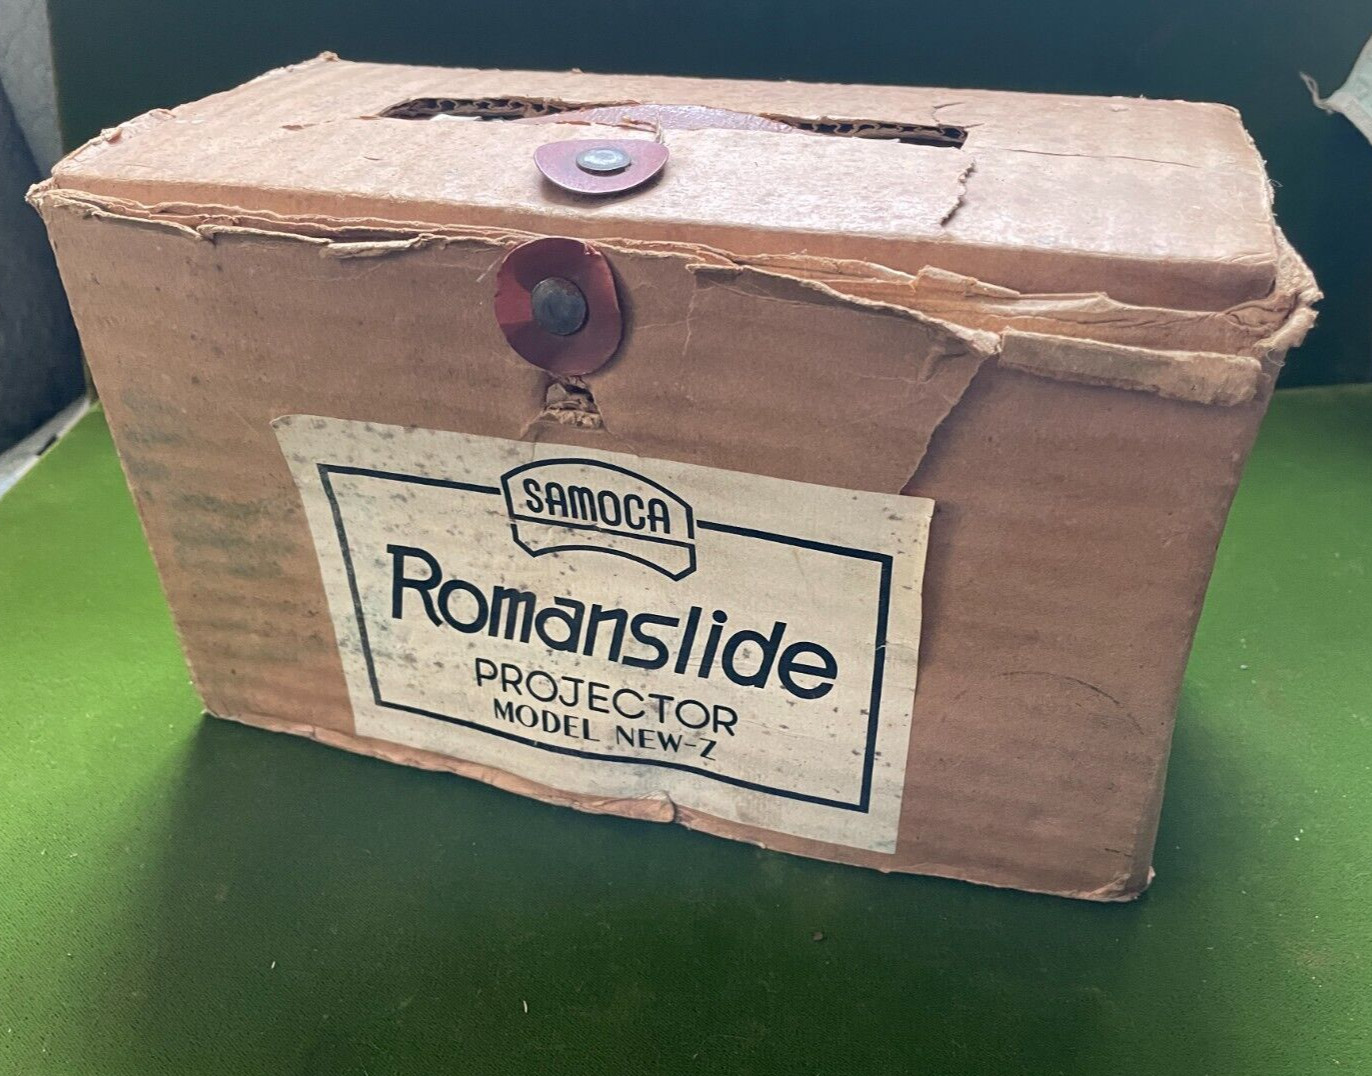 SAMOCA
Romanslide
PROJECTOR
MODEL NEW-Z